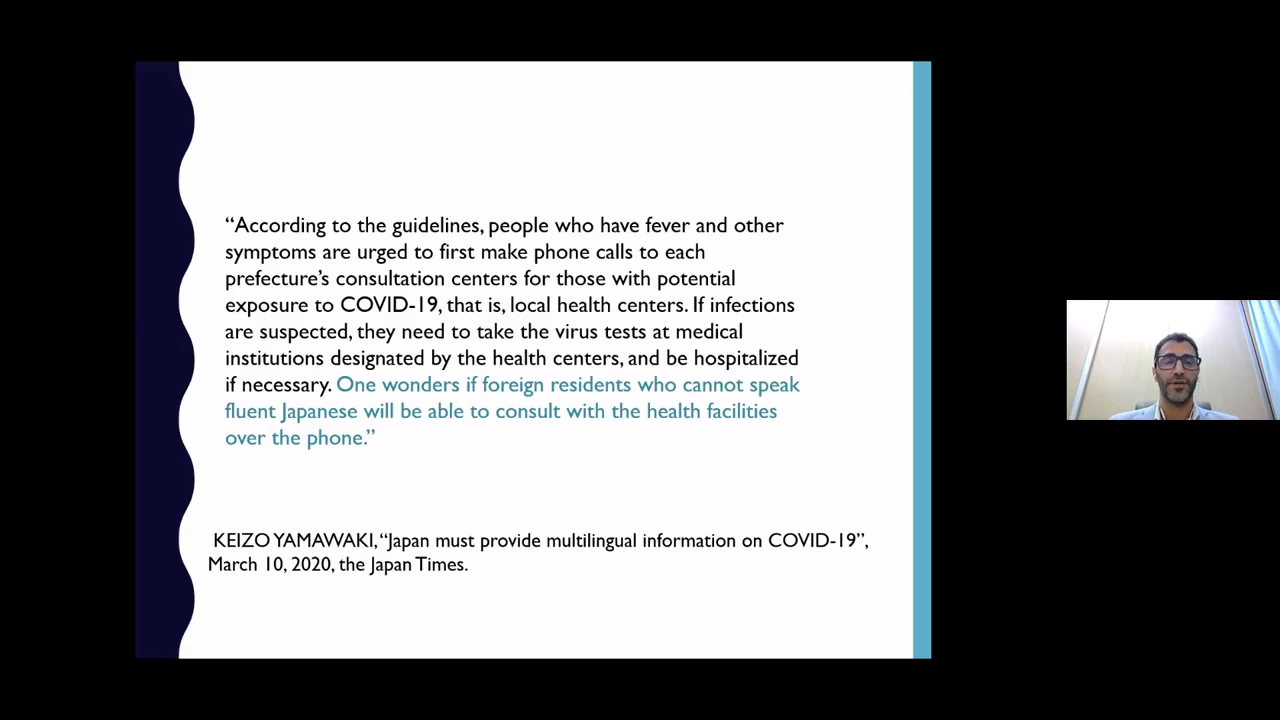 “According to the guidelines, people who have fever and other
symptoms are urged to first make phone calls to each
prefecture’s consultation centers for those with potential
exposure to COVID-19, that is, local health centers. If infections
are suspected, they need to take the virus tests at medical
institutions designated by the health centers, and be hospitalized
if necessary. One wonders if foreign residents who cannot speak
fluent Japanese will be able to consult with the health facilities
over the phone.”
KEIZO YAMAWAKI, “Japan must provide multilingual information on COVID-19”,
March 10, 2020, the Japan Times.